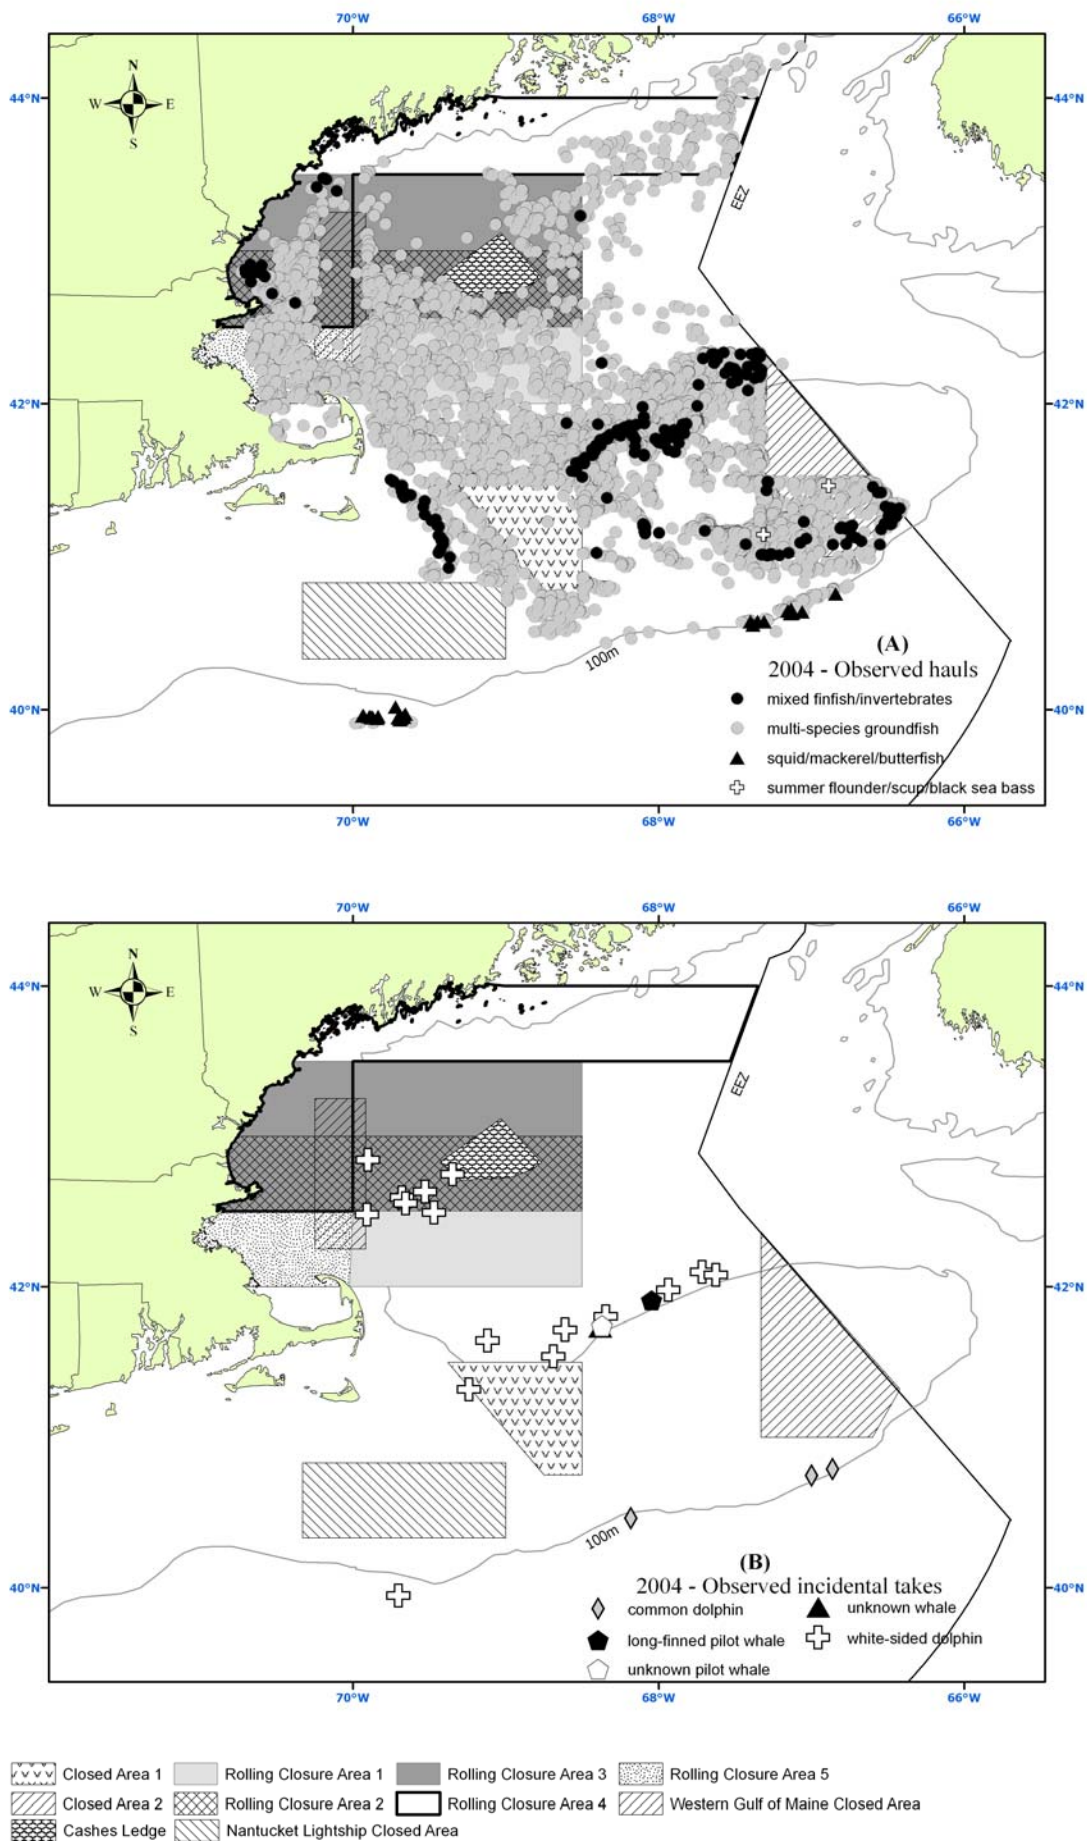 70°W 68°W 66°W
44°N 44°N
N
W E
S
EEZ
42°N 42°N
100m
(A)
2004 - Observed hauls
mixed finfish/invertebrates
multi-species groundfish
squid/mackerel/butterfish
summer flounder/scup/black sea bass
40°N 40°N
70°W 68°W 66°W
70°W 68°W 66°W
44°N 44°N
N
W E
S
EEZ
42°N 42°N
100m
(B)
2004 - Observed incidental takes
common dolphin unknown whale
long-finned pilot whale white-sided dolphin
unknown pilot whale
40°N 40°N
70°W 68°W 66°W
Closed Area 1 Rolling Closure Area 1 Rolling Closure Area 3 Rolling Closure Area 5
Closed Area 2 Rolling Closure Area 2 Rolling Closure Area 4 Western Gulf of Maine Closed Area
Cashes Ledge Nantucket Lightship Closed Area